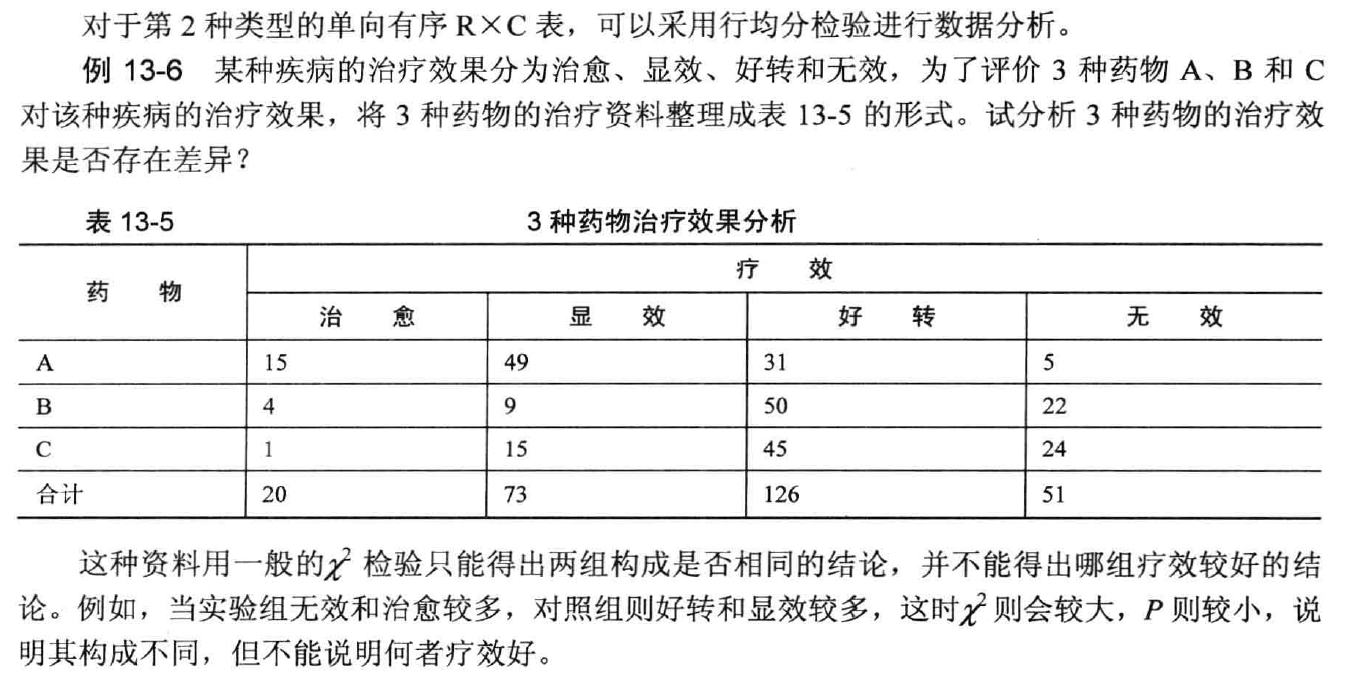 对于第 2 种类型的单向有序 R×C 表，可以采用行均分检验进行数据分析。
例 13-6 某种疾病的治疗效果分为治愈、显效、好转和无效，为了评价 3 种药物 A、B 和 C
对该种疾病的治疗效果，将 3 种药物的治疗资料整理成表 13-5 的形式。试分析 3 种药物的治疗效
果是否存在差异？
表 13-5 3 种药物治疗效果分析
药 物 疗 效
治 愈 显 效 好 转 无 效
A 15 49 31 5
B 4 9 50 22
C 1 15 45 24
合计 20 73 126 51
这种资料用一般的χ² 检验只能得出两组构成是否相同的结论，并不能得出哪组疗效较好的结
论。例如，当实验组无效和治愈较多，对照组则好转和显效较多，这时χ² 则会较大，P 则较小，说
明其构成不同，但不能说明何者疗效好。